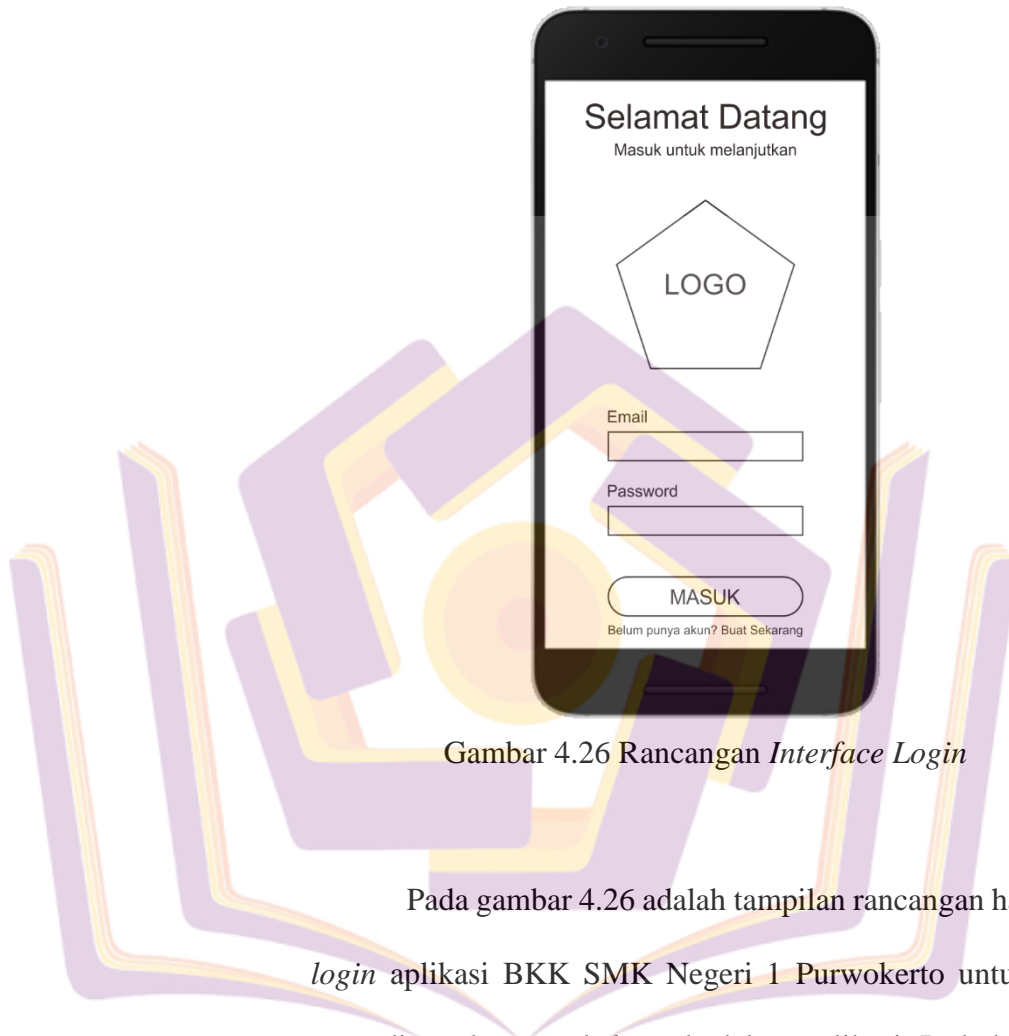 Selamat Datang
Masuk untuk melanjutkan
LOGO
Email
Password
MASUK
Belum punya akun? Buat Sekarang
Gambar 4.26 Rancangan Interface Login
Pada gambar 4.26 adalah tampilan rancangan
login aplikasi BKK SMK Negeri 1 Purwokerto